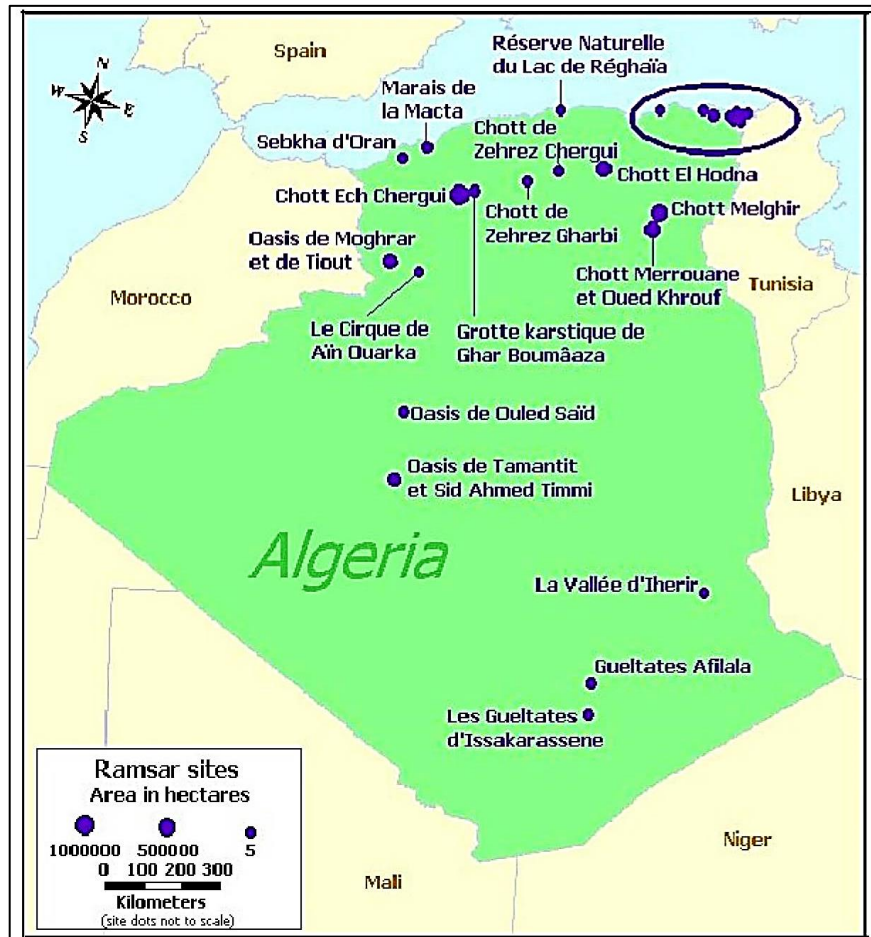 Spain
Réserve Naturelle
du Lac de Réghaïa
N
W
E
S
Marais de
la Macta
Sebkha d'Oran
Chott de
Zehrez Chergui
Chott El Hodna
Chott Ech Chergui
Chott de
Zehrez Gharbi
Chott Melghir
Oasis de Moghrar
et de Tiout
Chott Merrouane
et Oued Khrouf
Tunisia
Morocco
Le Cirque de
Aïn Ouarka
Grotte karstique de
Ghar Boumâaza
Oasis de Ouled Saïd
Oasis de Tamantit
et Sid Ahmed Timmi
Libya
Algeria
La Vallée d'Iherir
Gueltates Afilala
Les Gueltates
d'Issakarassene
Ramsar sites
Area in hectares
1000000 500000 5
0 100 200 300
Kilometers
(site dots not to scale)
Mali
Niger